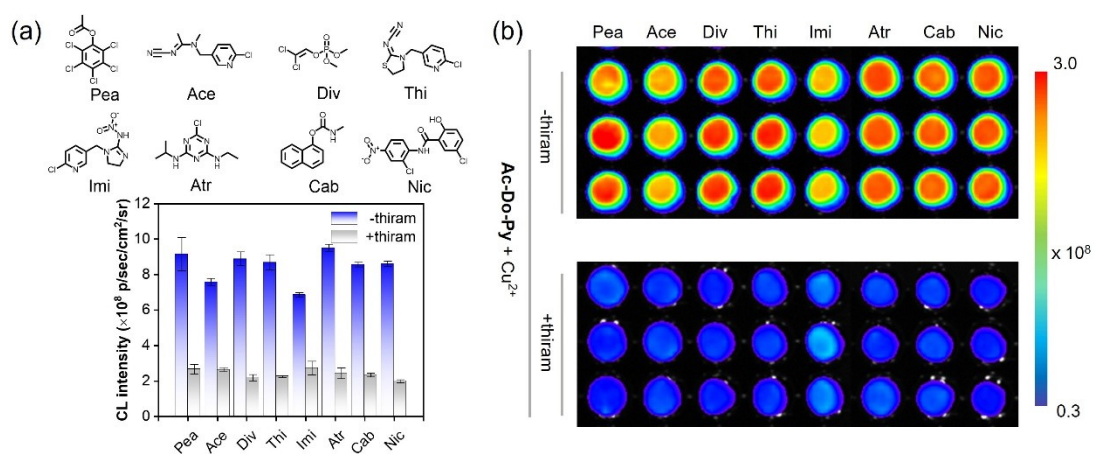 (a)
Pea
Ace
Div
Thi
Imi
Atr
Cab
Nic
12
10
8
6
4
2
0
CL intensity (×10⁸ p/sec/cm²/sr)
-thiram
+thiram
Pea Ace Div Thi Imi Atr Cab Nic
(b)
Pea Ace Div Thi Imi Atr Cab Nic
Ac-Do-Py + Cu²⁺
-thiram
+thiram
3.0
x 10⁸
0.3